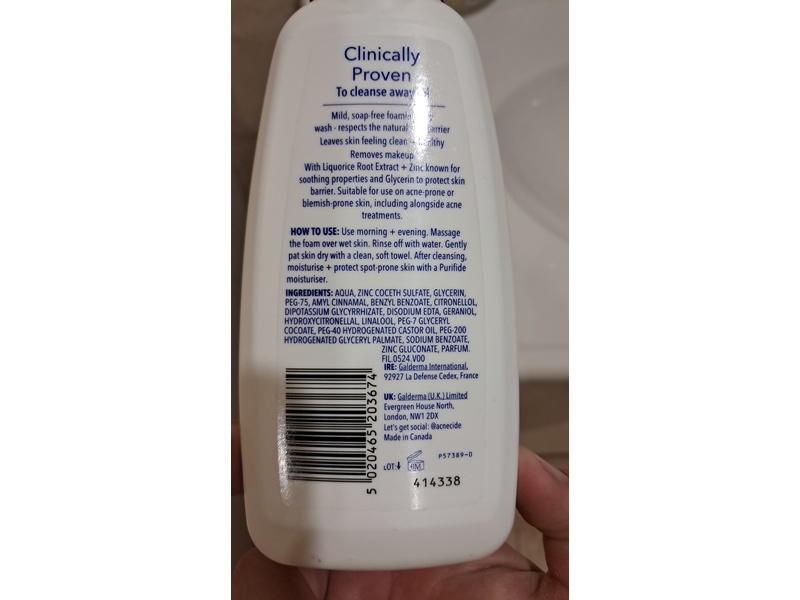 Clinically
Proven
To cleanse away
Mild, soap-free
wash - respects the natural barrier
Leaves skin feeling clean healthy
Removes makeup
With Liquorice Root Extract + Zinc known for
soothing properties and Glycerin to protect skin
barrier. Suitable for use on acne-prone or
blemish-prone skin, including alongside acne
treatments.
HOW TO USE: Use morning + evening. Massage
the foam over wet skin. Rinse off with water. Gently
pat skin dry with a clean, soft towel. After cleansing,
moisturise + protect spot-prone skin with a Purifide
moisturiser.
INGREDIENTS: AQUA, ZINC COCETH SULFATE, GLYCERIN,
PEG-75, AMYL CINNAMAL, BENZYL BENZOATE, CITRONELLOL,
DIPOTASSIUM GLYCYRRHIZATE, DISODIUM EDTA, GERANIOL,
HYDROXYCITRONELLAL, LINALOOL, PEG-7 GLYCERYL
COCOATE, PEG-40 HYDROGENATED CASTOR OIL, PEG-200
HYDROGENATED GLYCERYL PALMATE, SODIUM BENZOATE,
ZINC GLUCONATE, PARFUM.
FIL.0524.V00
IRE: Galderma International,
92927 La Defense Cedex, France
UK: Galderma (U.K.) Limited
Evergreen House North,
London, NW1 2DX
Let's get social: @acnecide
Made in Canada
P57389-0
LOT:
414338
5 020465 203674